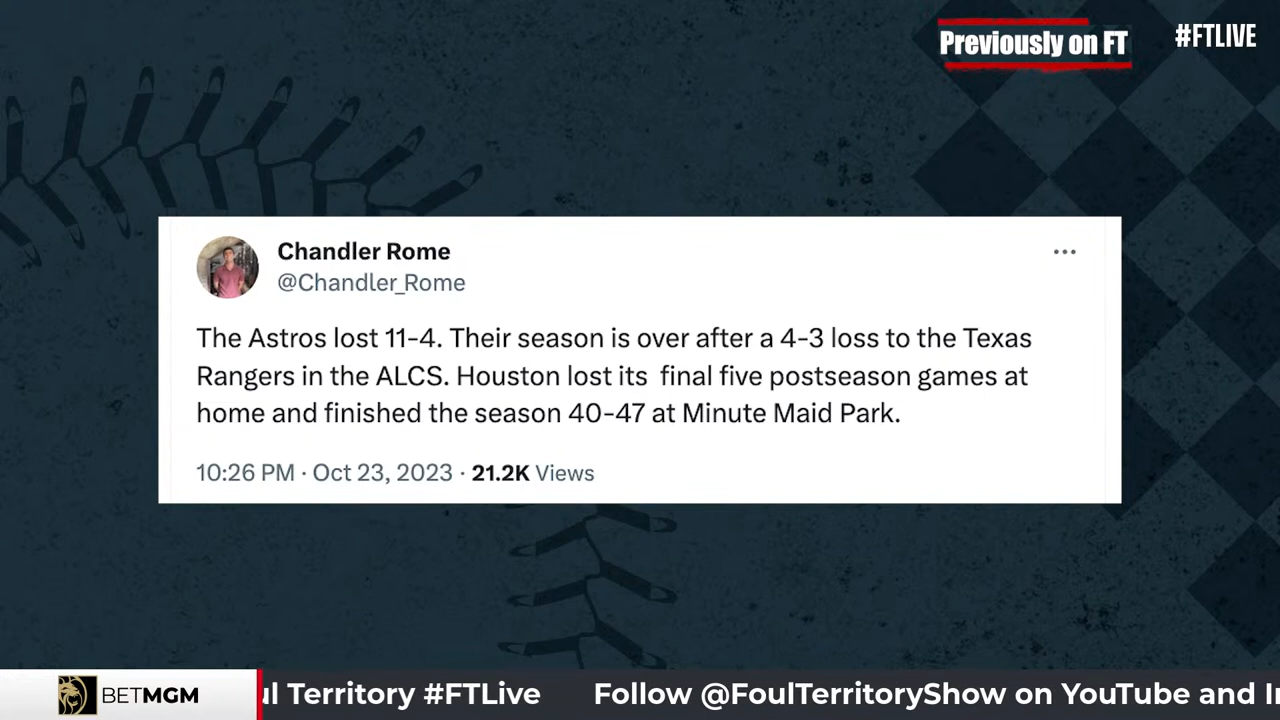 Previously on FT
#FTLIVE
Chandler Rome
@Chandler_Rome
The Astros lost 11-4. Their season is over after a 4-3 loss to the Texas
Rangers in the ALCS. Houston lost its  final five postseason games at
home and finished the season 40-47 at Minute Maid Park.
10:26 PM · Oct 23, 2023 · 21.2K Views
BETMGM
Territory #FTLive Follow @FoulTerritoryShow on YouTube and